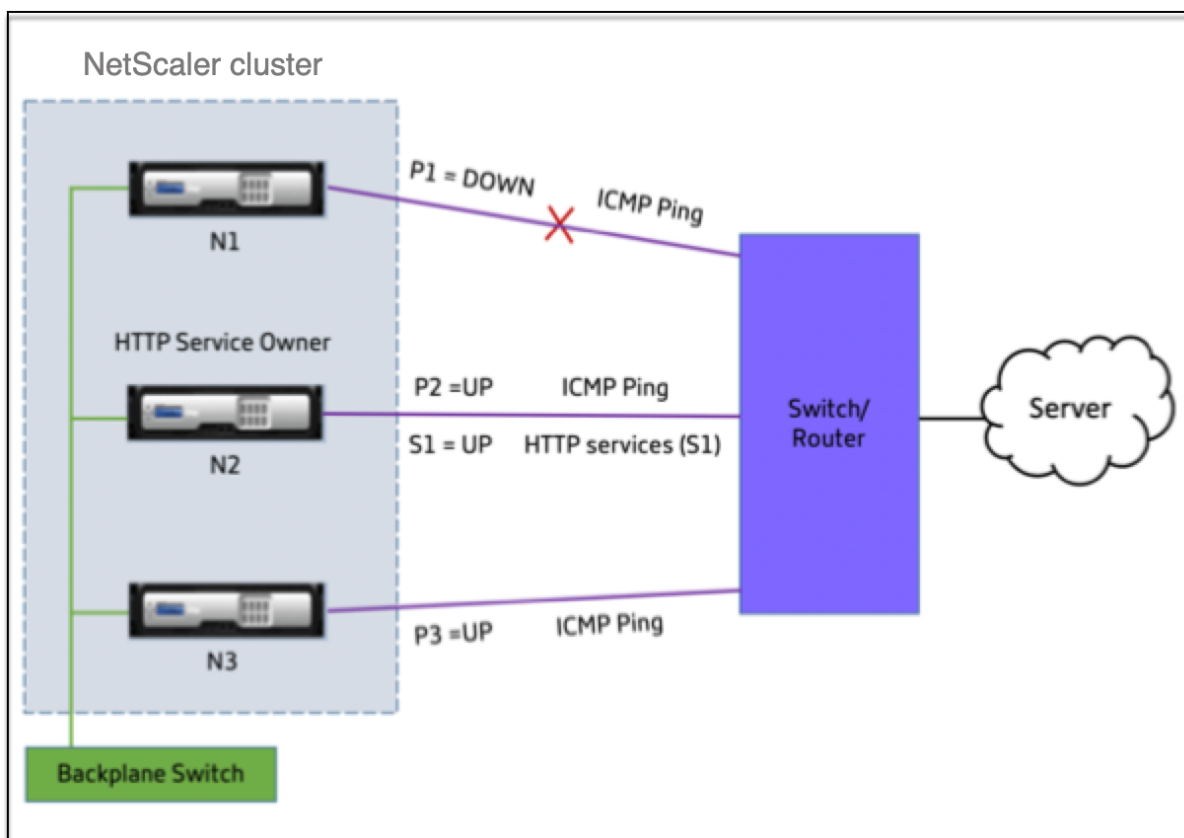 NetScaler cluster
P1 = DOWN
ICMP Ping
N1
HTTP Service Owner
P2 =UP
ICMP Ping
S1 = UP
HTTP services (S1)
N2
Switch/
Router
Server
P3 =UP
ICMP Ping
N3
Backplane Switch